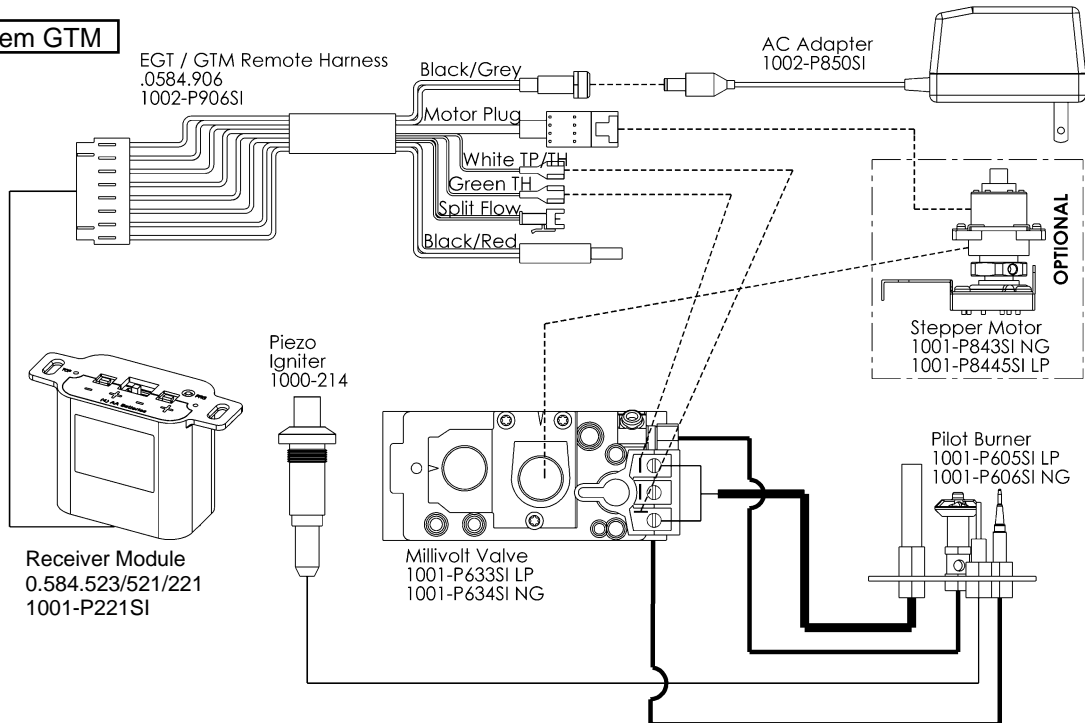 em GTM
EGT / GTM Remote Harness
.0584.906
1002-P906SI
Black/Grey
AC Adapter
1002-P850SI
Motor Plug
White TP/TH
Green TH
Split Flow
Black/Red
OPTIONAL
Stepper Motor
1001-P843SI NG
1001-P8445SI LP
Piezo
Igniter
1000-214
Pilot Burner
1001-P605SI LP
1001-P606SI NG
Receiver Module
0.584.523/521/221
1001-P221SI
Millivolt Valve
1001-P633SI LP
1001-P634SI NG